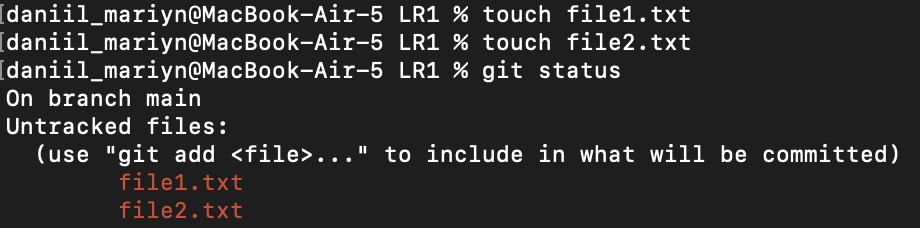 [daniil_mariyn@MacBook-Air-5 LR1 % touch file1.txt
[daniil_mariyn@MacBook-Air-5 LR1 % touch file2.txt
[daniil_mariyn@MacBook-Air-5 LR1 % git status
On branch main
Untracked files:
  (use "git add <file>..." to include in what will be committed)
        file1.txt
        file2.txt